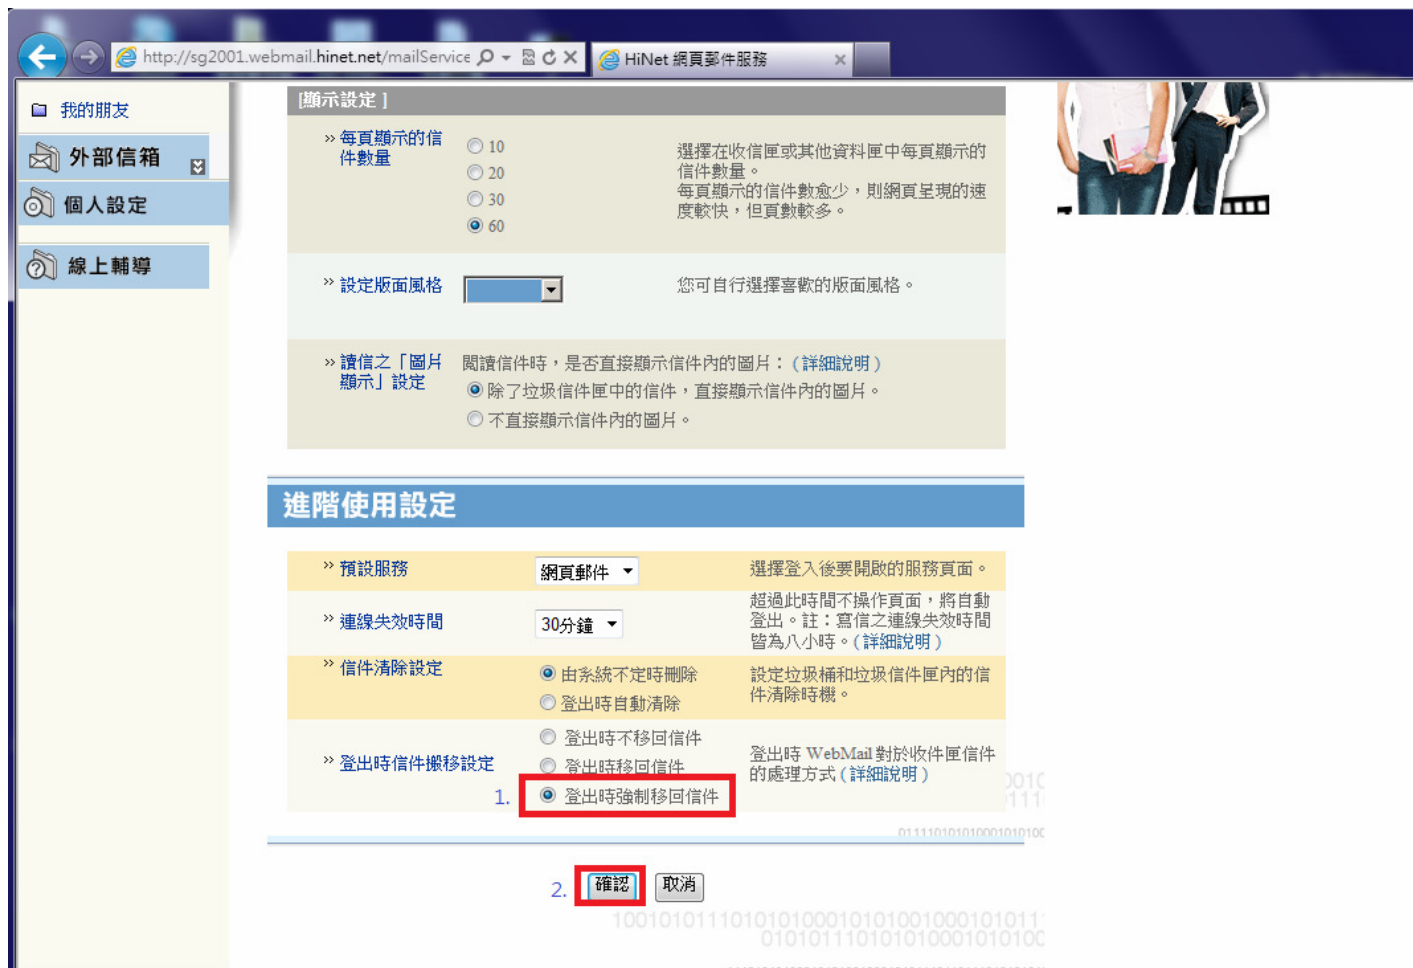 http://sg2001.webmail.hinet.net/mailService
HiNet 網頁郵件服務
我的朋友
外部信箱
個人設定
線上輔導
[顯示設定 ]
» 每頁顯示的信
件數量
10
20
30
60
選擇在收信匣或其他資料匣中每頁顯示的
信件數量。
每頁顯示的信件數愈少，則網頁呈現的速
度較快，但頁數較多。
» 設定版面風格
您可自行選擇喜歡的版面風格。
» 讀信之「圖片
顯示」設定
閱讀信件時，是否直接顯示信件內的圖片：(詳細說明)
除了垃圾信件匣中的信件，直接顯示信件內的圖片。
不直接顯示信件內的圖片。
進階使用設定
» 預設服務
網頁郵件
選擇登入後要開啟的服務頁面。
» 連線失效時間
30分鐘
超過此時間不操作頁面，將自動
登出。註：寫信之連線失效時間
皆為八小時。(詳細說明)
» 信件清除設定
由系統不定時刪除
登出時自動清除
設定垃圾桶和垃圾信件匣內的信
件清除時機。
» 登出時信件搬移設定
登出時不移回信件
登出時移回信件
1. 登出時強制移回信件
登出時 WebMail 對於收件匣信件
的處理方式(詳細說明)
2. 確認 取消